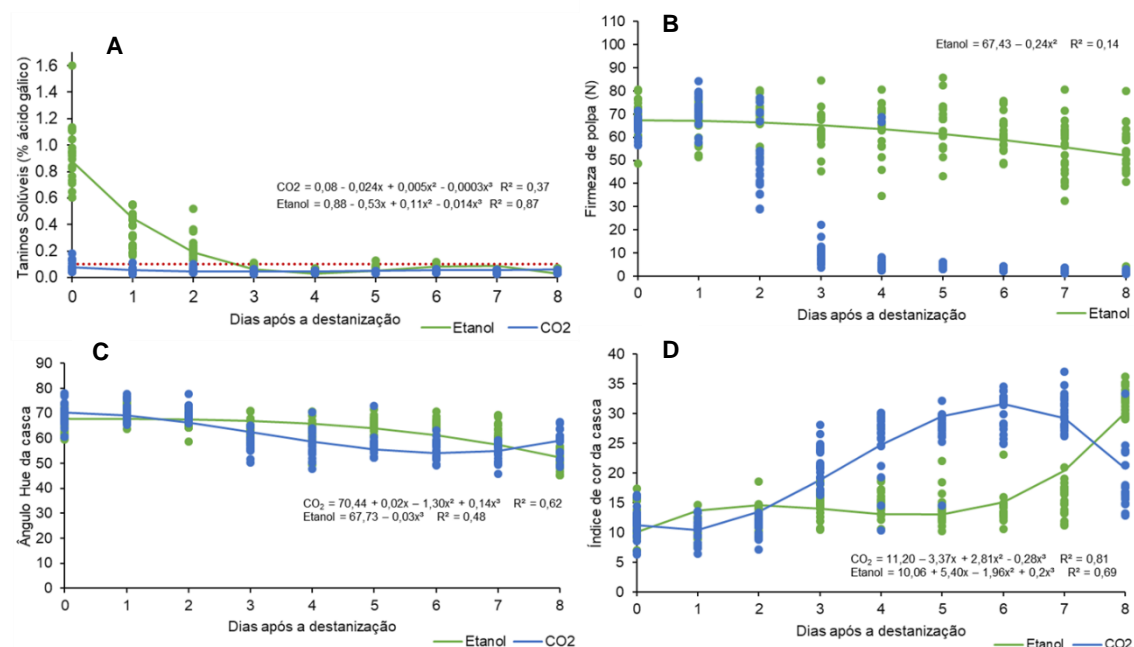 A
Taninos Solúveis (% ácido gálico)
1.6
1.4
1.2
1.0
0.8
0.6
0.4
0.2
0.0
CO2 = 0,08 - 0,024x + 0,005x² - 0,0003x³ R² = 0,37
Etanol = 0,88 - 0,53x + 0,11x² -0,014x³ R² = 0,87
0 1 2 3 4 5 6 7 8
Dias após a destanização
Etanol CO2
B
Firmeza de polpa (N)
110
100
90
80
70
60
50
40
30
20
10
0
Etanol = 67,43 – 0,24x² R² = 0,14
0 1 2 3 4 5 6 7 8
Dias após a destanização
Etanol
C
Ângulo Hue da casca
90
80
70
60
50
40
30
20
10
0
CO₂ = 70,44 + 0,02x – 1,30x² + 0,14x³ R² = 0,62
Etanol = 67,73 – 0,03x³ R² = 0,48
0 1 2 3 4 5 6 7 8
Dias após a destanização
Etanol CO2
D
Índice de cor da casca
40
35
30
25
20
15
10
5
0
CO₂ = 11,20 – 3,37x + 2,81x² -0,28x³ R² = 0,81
Etanol = 10,06 + 5,40x – 1,96x² + 0,2x³ R² = 0,69
0 1 2 3 4 5 6 7 8
Dias após a destanização
Etanol CO2